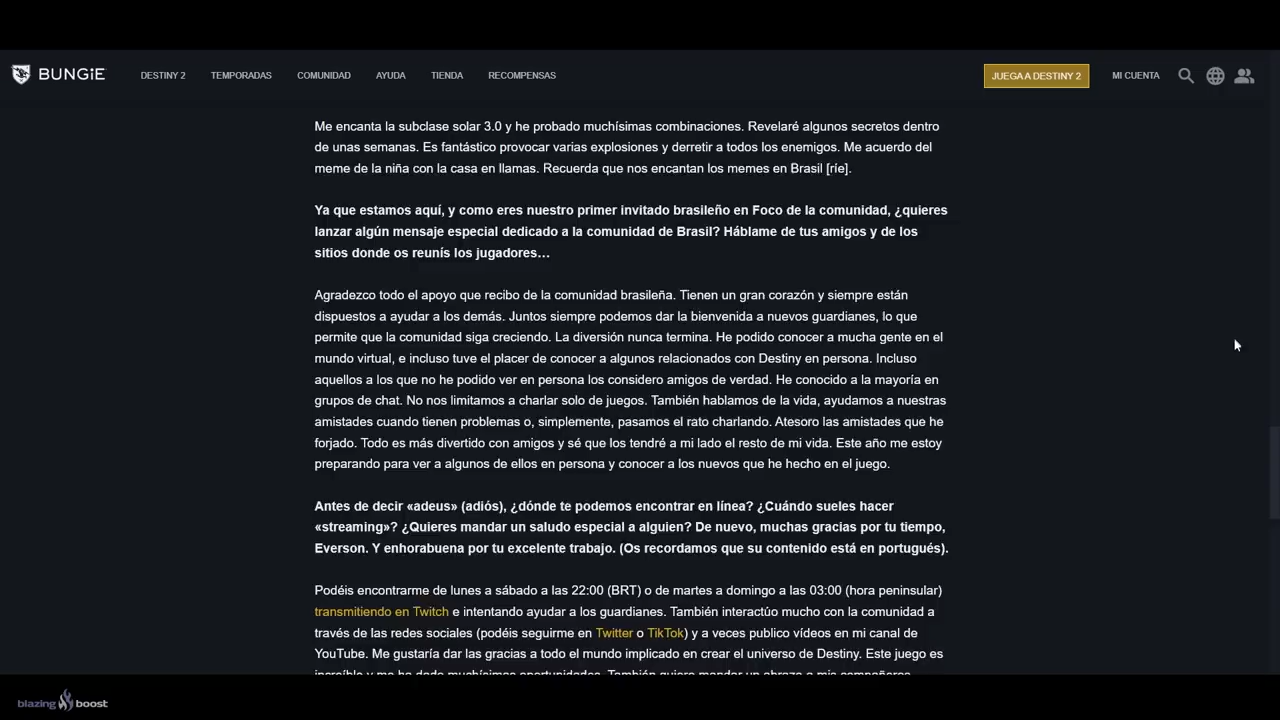 BUNGiE DESTINY 2 TEMPORADAS COMUNIDAD AYUDA TIENDA RECOMPENSAS JUEGA A DESTINY 2 MI CUENTA
Me encanta la subclase solar 3.0 y he probado muchísimas combinaciones. Revelaré algunos secretos dentro
de unas semanas. Es fantástico provocar varias explosiones y derretir a todos los enemigos. Me acuerdo del
meme de la niña con la casa en llamas. Recuerda que nos encantan los memes en Brasil [ríe].
Ya que estamos aquí, y como eres nuestro primer invitado brasileño en Foco de la comunidad, ¿quieres
lanzar algún mensaje especial dedicado a la comunidad de Brasil? Háblame de tus amigos y de los
sitios donde os reunís los jugadores…
Agradezco todo el apoyo que recibo de la comunidad brasileña. Tienen un gran corazón y siempre están
dispuestos a ayudar a los demás. Juntos siempre podemos dar la bienvenida a nuevos guardianes, lo que
permite que la comunidad siga creciendo. La diversión nunca termina. He podido conocer a mucha gente en el
mundo virtual, e incluso tuve el placer de conocer a algunos relacionados con Destiny en persona. Incluso
aquellos a los que no he podido ver en persona los considero amigos de verdad. He conocido a la mayoría en
grupos de chat. No nos limitamos a charlar solo de juegos. También hablamos de la vida, ayudamos a nuestras
amistades cuando tienen problemas o, simplemente, pasamos el rato charlando. Atesoro las amistades que he
forjado. Todo es más divertido con amigos y sé que los tendré a mi lado el resto de mi vida. Este año me estoy
preparando para ver a algunos de ellos en persona y conocer a los nuevos que he hecho en el juego.
Antes de decir «adeus» (adiós), ¿dónde te podemos encontrar en línea? ¿Cuándo sueles hacer
«streaming»? ¿Quieres mandar un saludo especial a alguien? De nuevo, muchas gracias por tu tiempo,
Everson. Y enhorabuena por tu excelente trabajo. (Os recordamos que su contenido está en portugués).
Podéis encontrarme de lunes a sábado a las 22:00 (BRT) o de martes a domingo a las 03:00 (hora peninsular)
transmitiendo en Twitch e intentando ayudar a los guardianes. También interactúo mucho con la comunidad a
través de las redes sociales (podéis seguirme en Twitter o TikTok) y a veces publico vídeos en mi canal de
YouTube. Me gustaría dar las gracias a todo el mundo implicado en crear el universo de Destiny. Este juego es
increíble y me ha dado muchísimas oportunidades. También quiero mandar un abrazo a mis compañeros
blazing boost